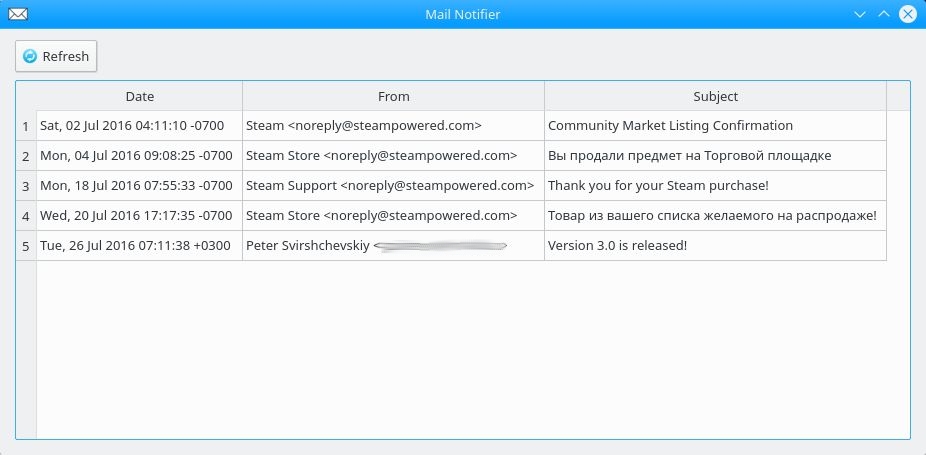 Mail Notifier
Refresh
Date From Subject
1 Sat, 02 Jul 2016 04:11:10 -0700 Steam <noreply@steampowered.com> Community Market Listing Confirmation
2 Mon, 04 Jul 2016 09:08:25 -0700 Steam Store <noreply@steampowered.com> Вы продали предмет на Торговой площадке
3 Mon, 18 Jul 2016 07:55:33 -0700 Steam Support <noreply@steampowered.com> Thank you for your Steam purchase!
4 Wed, 20 Jul 2016 17:17:35 -0700 Steam Store <noreply@steampowered.com> Товар из вашего списка желаемого на распродаже!
5 Tue, 26 Jul 2016 07:11:38 +0300 Peter Svirshchevskiy Version 3.0 is released!